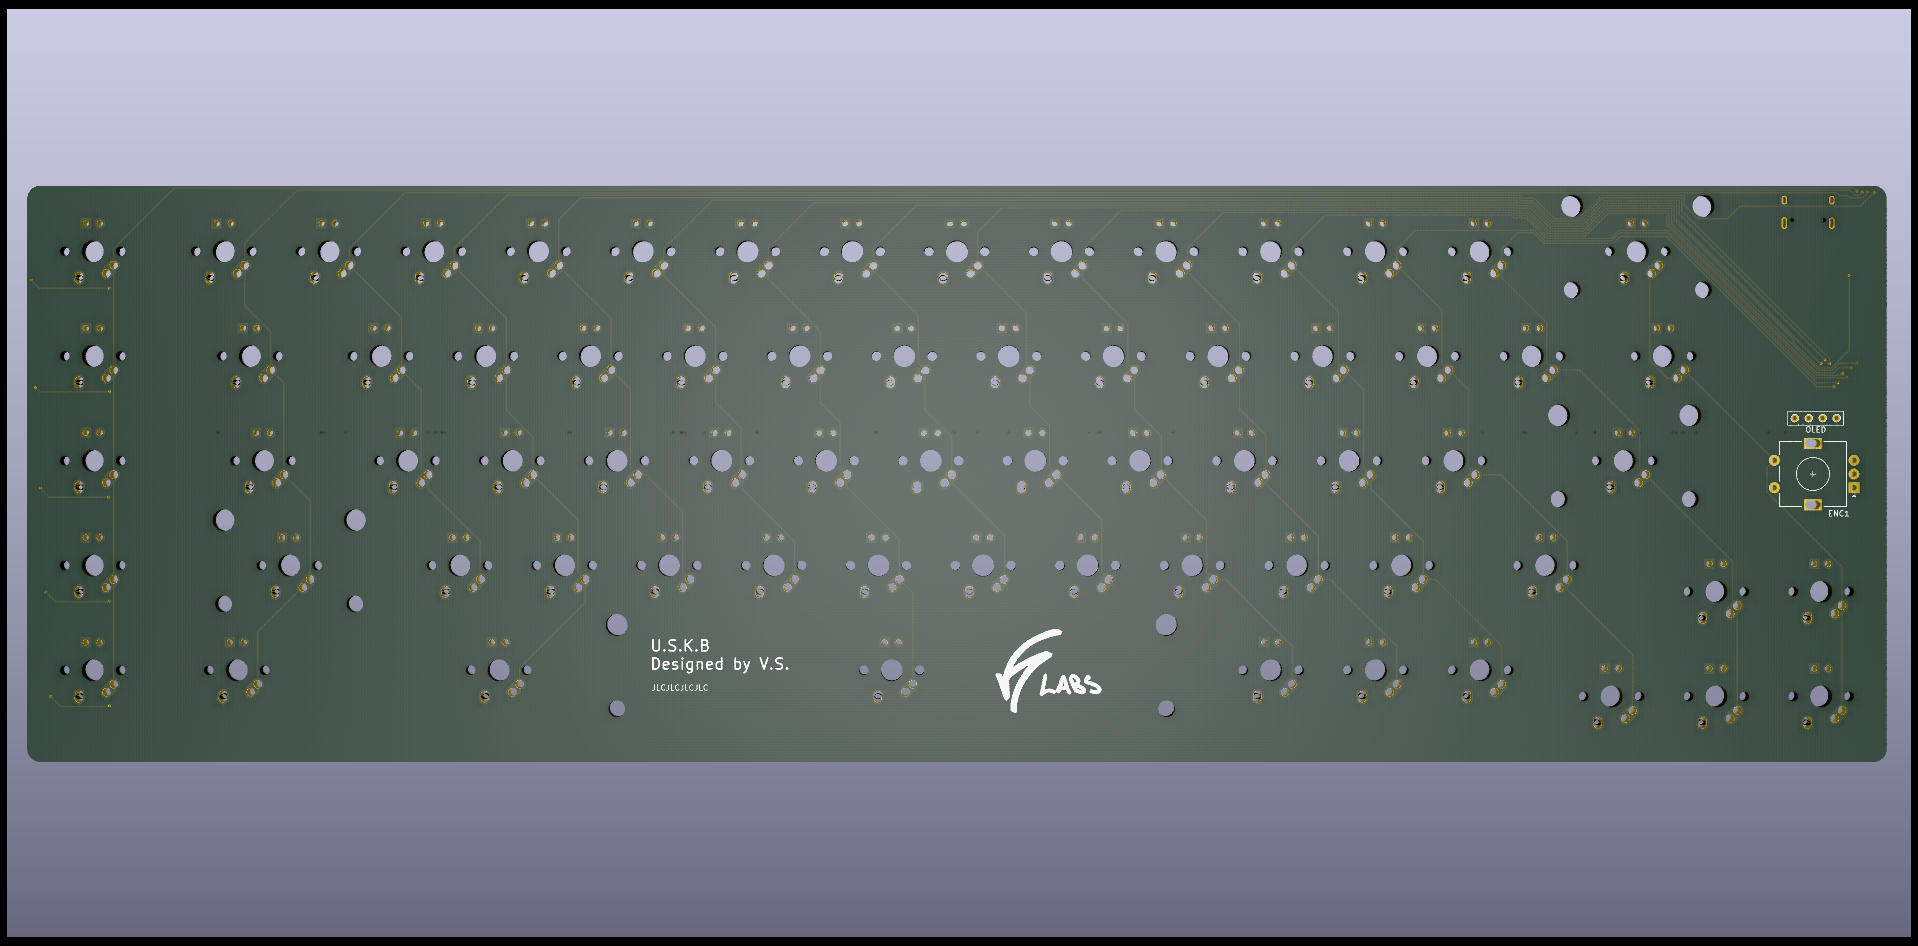 OLED
ENC1
U.S.K.B
Designed by V.S.
JLCJLCJLCJLC
LABS